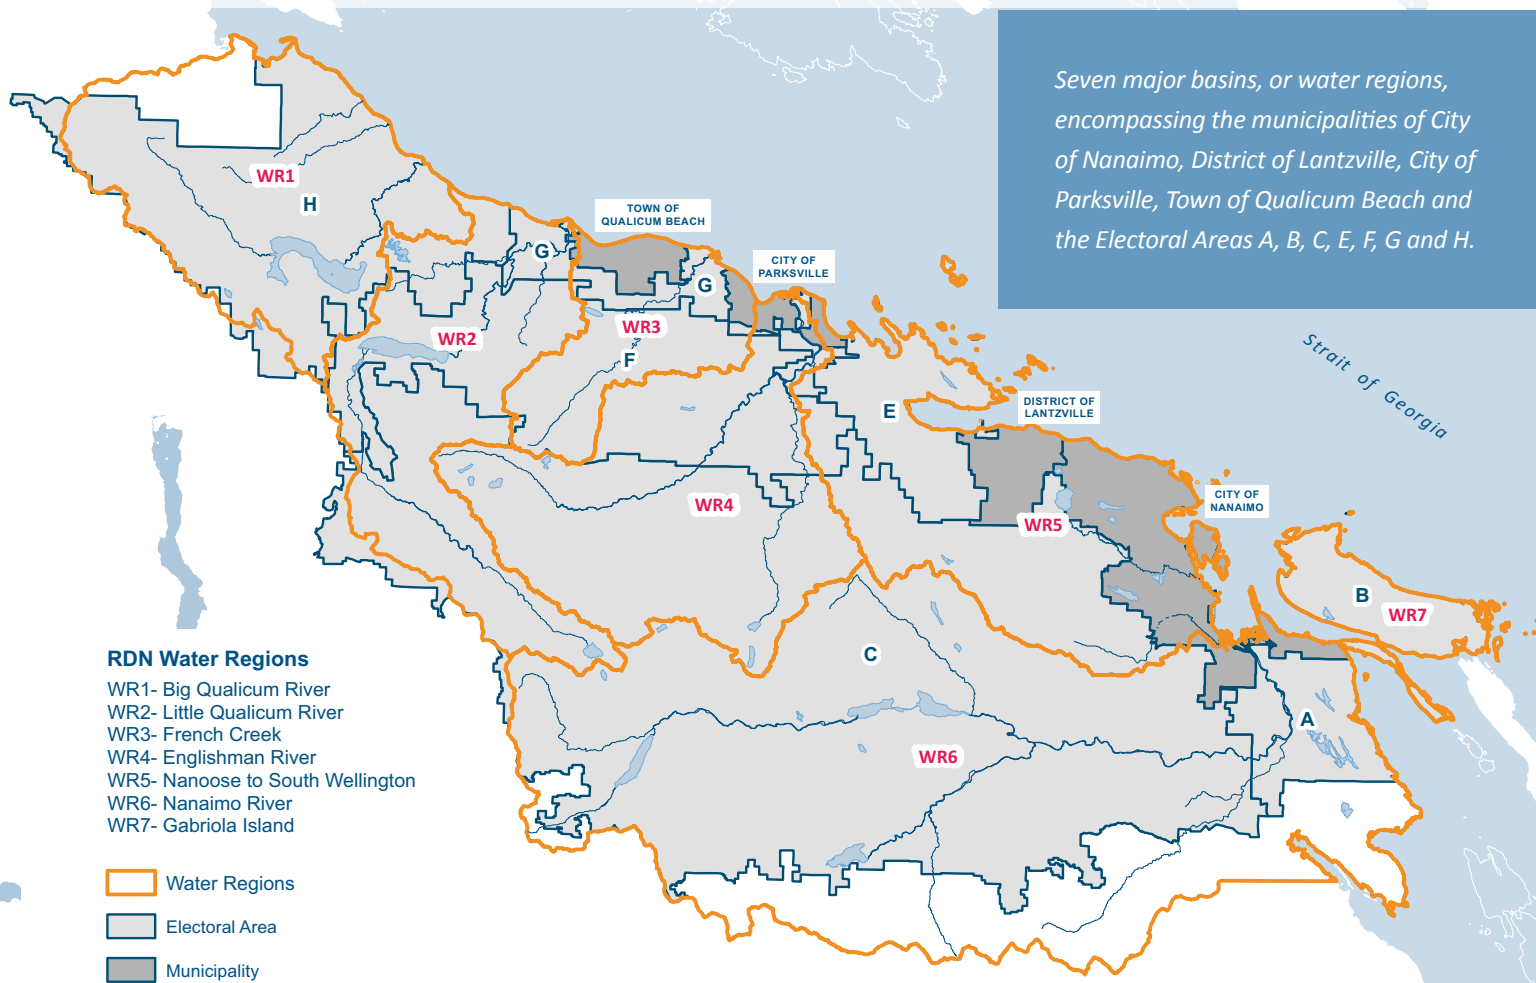 Seven major basins, or water regions,
encompassing the municipalities of City
of Nanaimo, District of Lantzville, City of
Parksville, Town of Qualicum Beach and
the Electoral Areas A, B, C, E, F, G and H.
WR1
H
TOWN OF
QUALICUM BEACH
G
CITY OF
PARKSVILLE
G
WR2
WR3
F
Strait of Georgia
E
DISTRICT OF
LANTZVILLE
WR4
WR5
CITY OF
NANAIMO
B
WR7
C
A
WR6
RDN Water Regions
WR1- Big Qualicum River
WR2- Little Qualicum River
WR3- French Creek
WR4- Englishman River
WR5- Nanoose to South Wellington
WR6- Nanaimo River
WR7- Gabriola Island
Water Regions
Electoral Area
Municipality